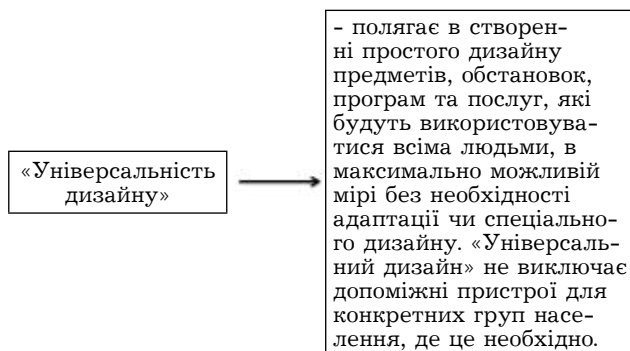 «Універсальність
дизайну»
- полягає в створен-
ні простого дизайну
предметів, обстановок,
програм та послуг, які
будуть використовува-
тися всіма людьми, в
максимально можливій
мірі без необхідності
адаптації чи спеціально-
го дизайну. «Універсаль-
ний дизайн» не виключає
допоміжні пристрої для
конкретних груп насе-
лення, де це необхідно.